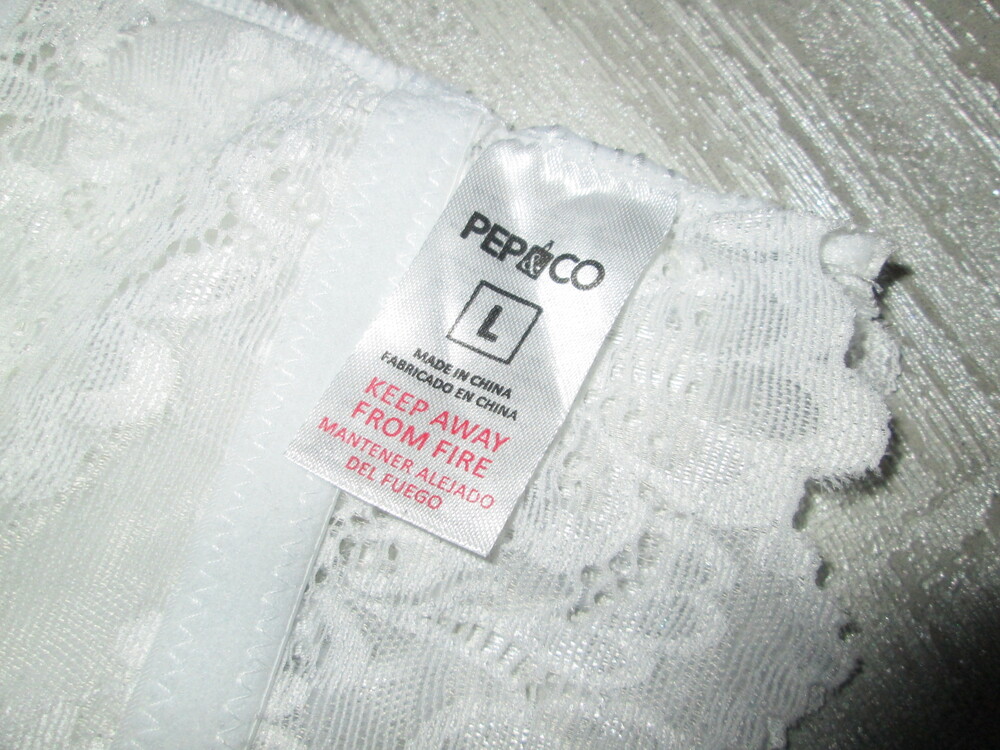 PEP&CO
L
MADE IN CHINA
FABRICADO EN CHINA
KEEP AWAY
FROM FIRE
MANTENER ALEJADO
DEL FUEGO